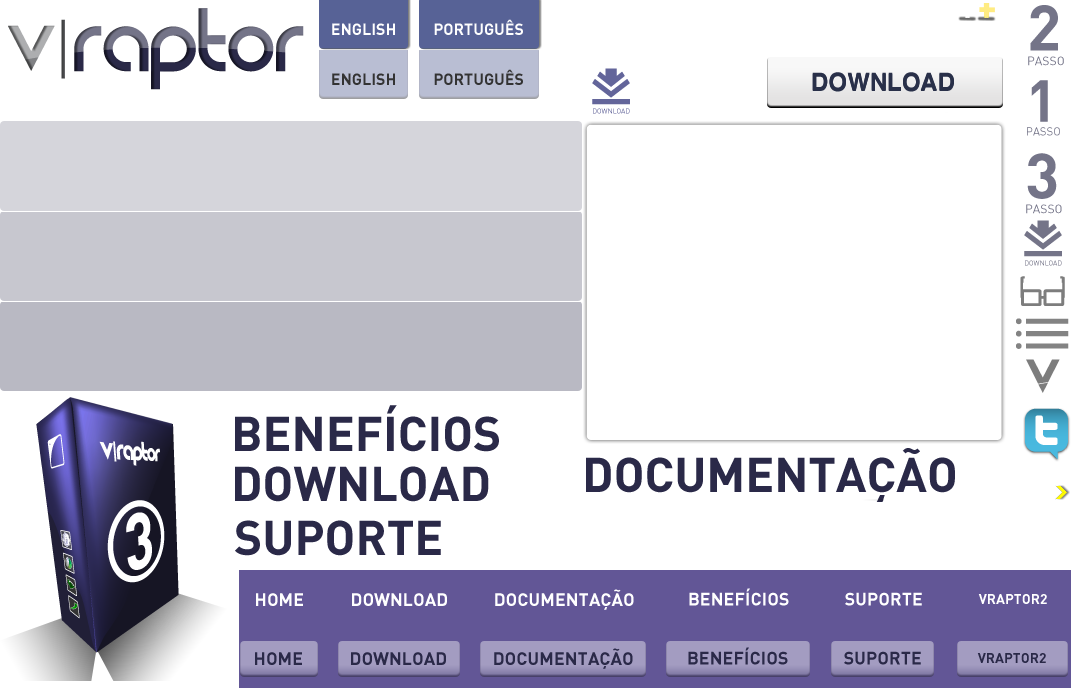 v|raptor
ENGLISH PORTUGUÊS
ENGLISH PORTUGUÊS
DOWNLOAD
DOWNLOAD
2
PASSO
1
PASSO
3
PASSO
DOWNLOAD
v|raptor
3
BENEFÍCIOS
DOWNLOAD
SUPORTE
DOCUMENTAÇÃO
HOME DOWNLOAD DOCUMENTAÇÃO BENEFÍCIOS SUPORTE VRAPTOR2
HOME DOWNLOAD DOCUMENTAÇÃO BENEFÍCIOS SUPORTE VRAPTOR2